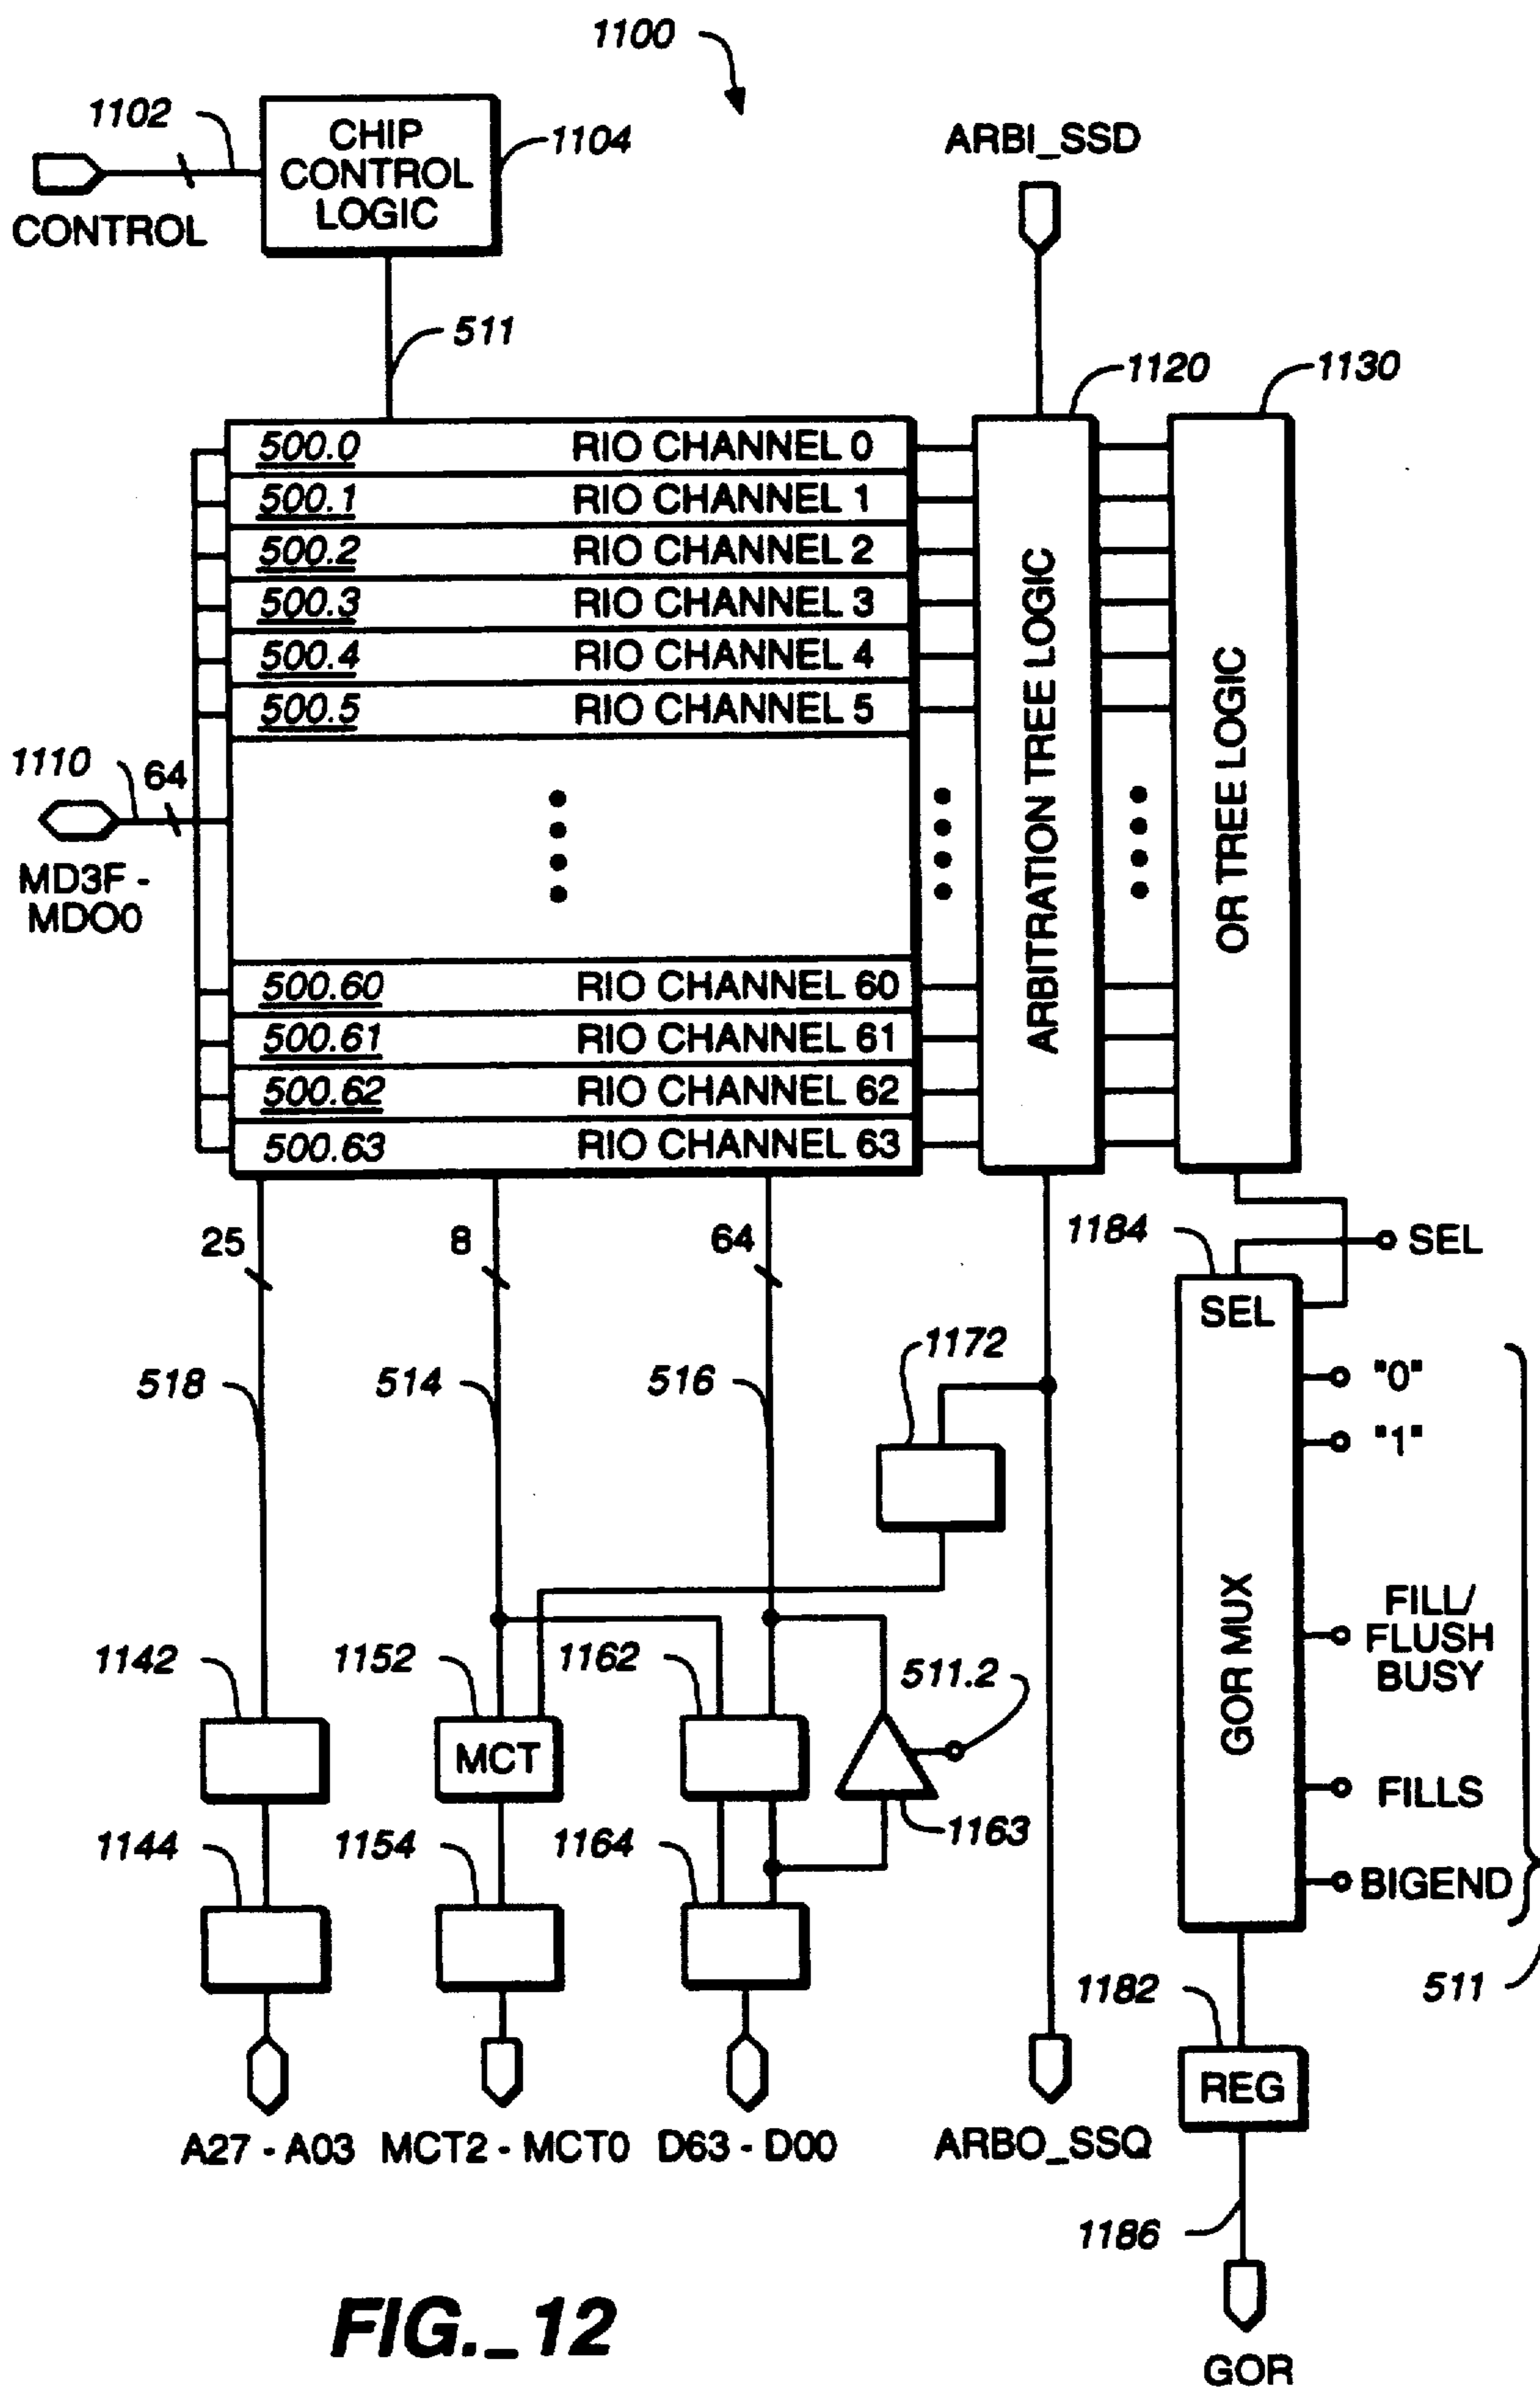 1100
1102
CHIP
CONTROL
LOGIC
1104
CONTROL
ARBI_SSD
511
1120
1130
500.0 RIO CHANNEL 0
500.1 RIO CHANNEL 1
500.2 RIO CHANNEL 2
500.3 RIO CHANNEL 3
500.4 RIO CHANNEL 4
500.5 RIO CHANNEL 5
1110
64
MD3F -
MDO0
500.60 RIO CHANNEL 60
500.61 RIO CHANNEL 61
500.62 RIO CHANNEL 62
500.63 RIO CHANNEL 63
ARBITRATION TREE LOGIC
OR TREE LOGIC
25
8
64
1184
SEL
SEL
518
514
516
1172
"0"
"1"
GOR MUX
FILL/
FLUSH
BUSY
FILLS
BIGEND
511
1142
1152
1162
511.2
MCT
1163
1144
1154
1164
1182
REG
A27 - A03
MCT2 - MCT0
D63 - D00
ARBO_SSQ
1186
GOR
FIG._12